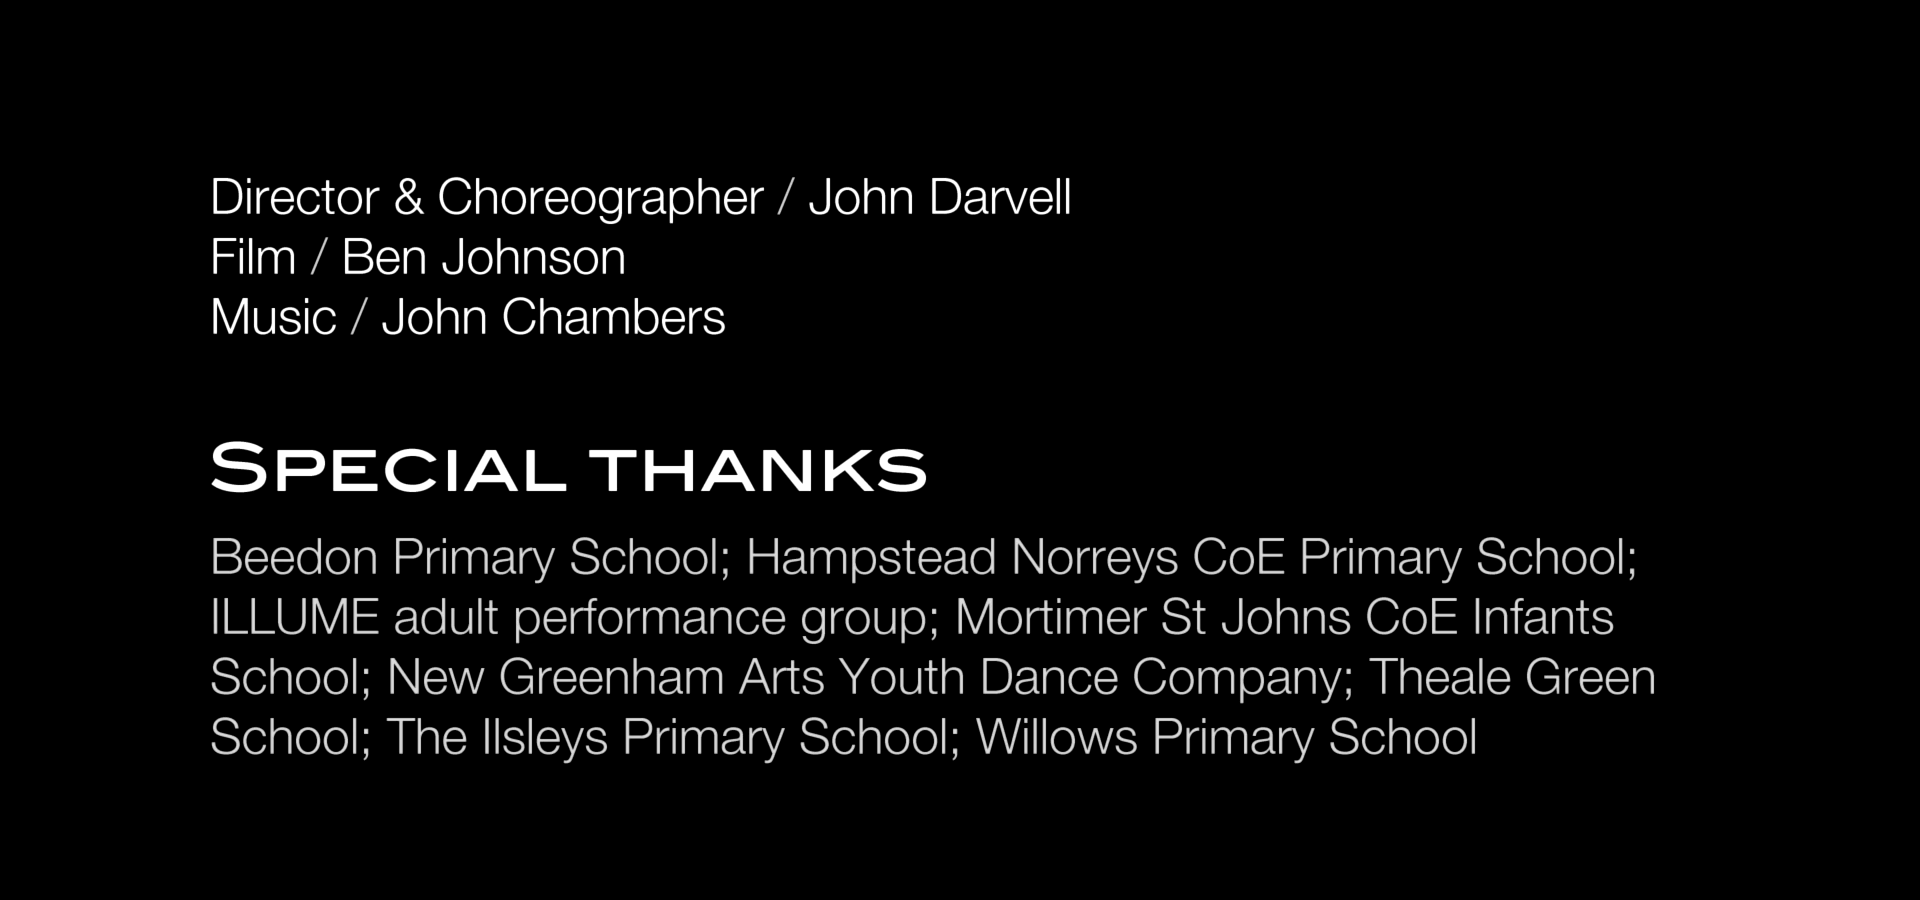 Director & Choreographer / John Darvell
Film / Ben Johnson
Music / John Chambers
SPECIAL THANKS
Beedon Primary School; Hampstead Norreys CoE Primary School;
ILLUME adult performance group; Mortimer St Johns CoE Infants
School; New Greenham Arts Youth Dance Company; Theale Green
School; The Ilsleys Primary School; Willows Primary School